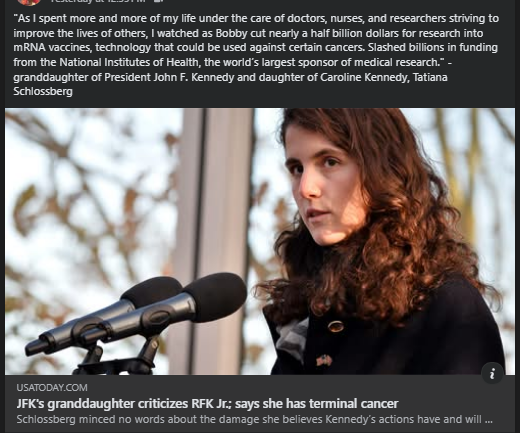 "As I spent more and more of my life under the care of doctors, nurses, and researchers striving to
improve the lives of others, I watched as Bobby cut nearly a half billion dollars for research into
mRNA vaccines, technology that could be used against certain cancers. Slashed billions in funding
from the National Institutes of Health, the world's largest sponsor of medical research." -
granddaughter of President John F. Kennedy and daughter of Caroline Kennedy, Tatiana
Schlossberg
USATODAY.COM
JFK's granddaughter criticizes RFK Jr.; says she has terminal cancer
Schlossberg minced no words about the damage she believes Kennedy's actions have and will ...